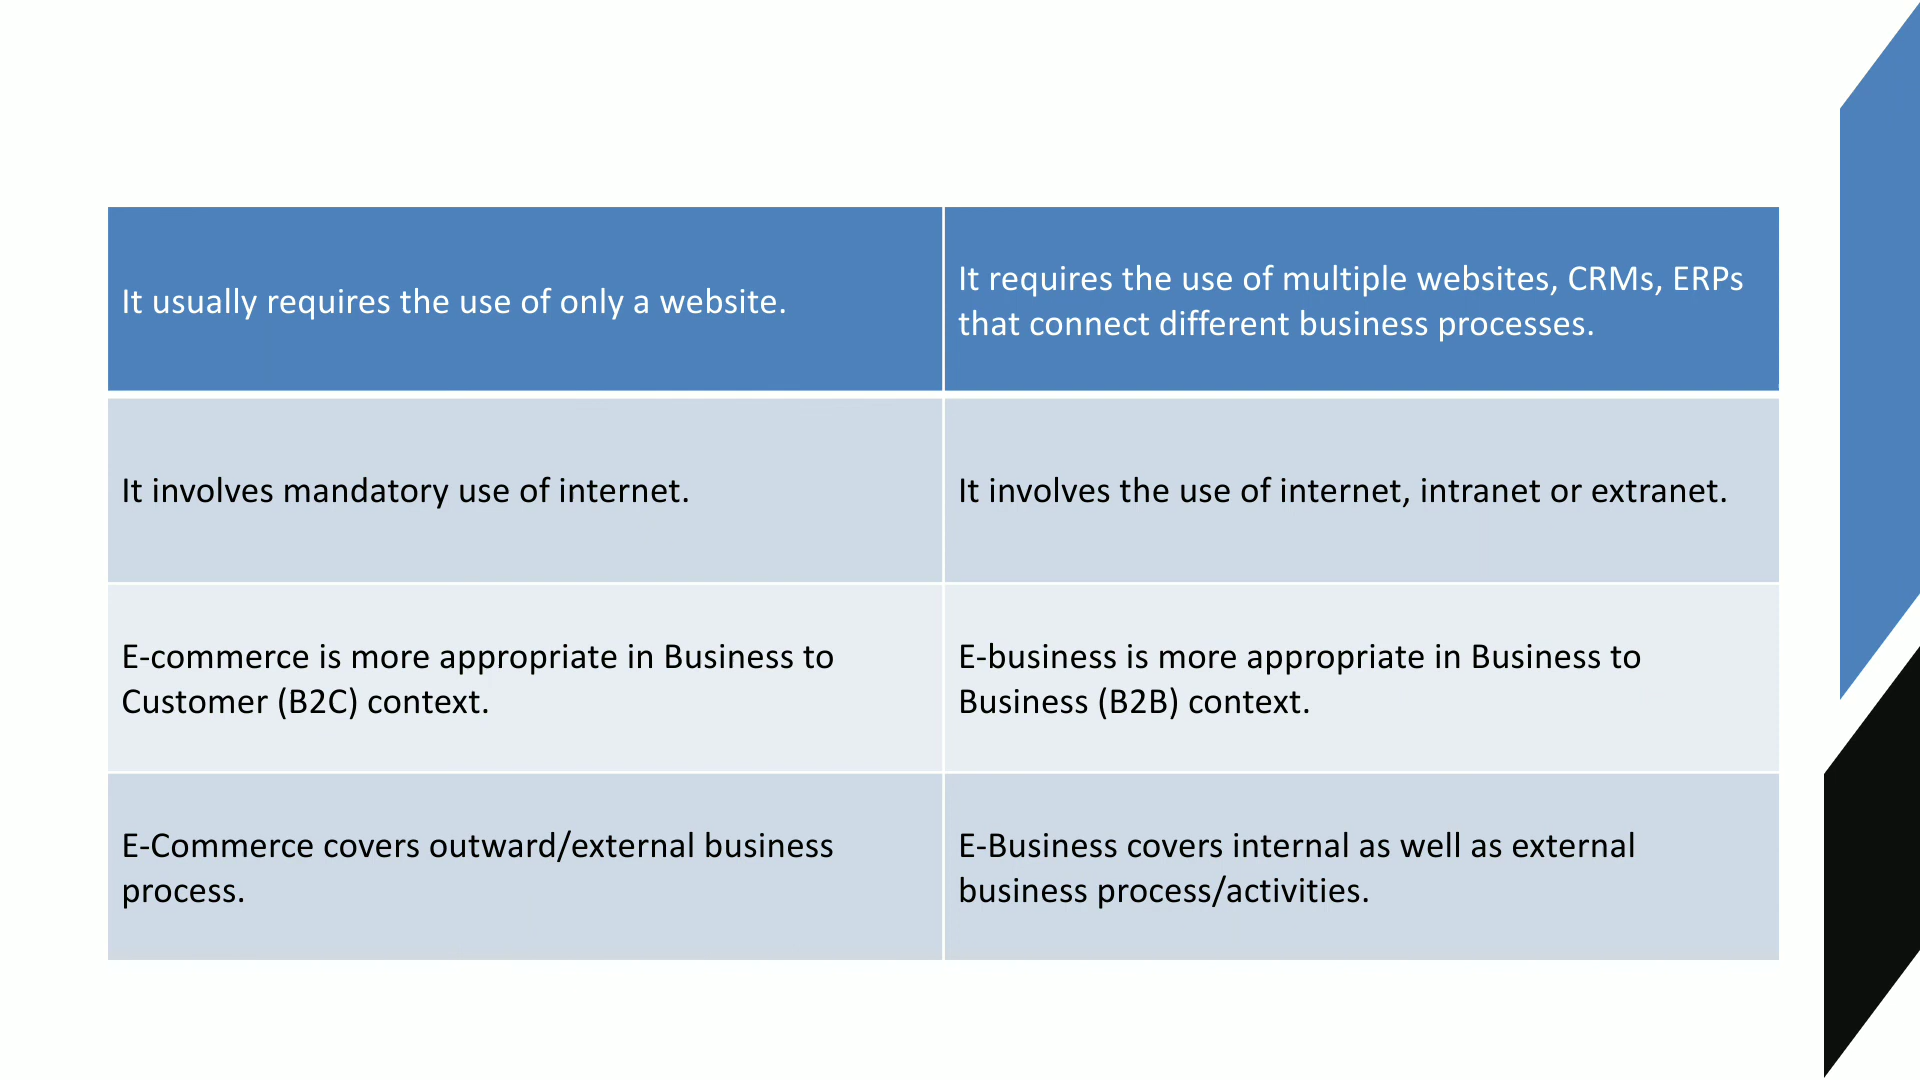 It usually requires the use of only a website.
It requires the use of multiple websites, CRMs, ERPs
that connect different business processes.
It involves mandatory use of internet.
It involves the use of internet, intranet or extranet.
E-commerce is more appropriate in Business to
Customer (B2C) context.
E-business is more appropriate in Business to
Business (B2B) context.
E-Commerce covers outward/external business
process.
E-Business covers internal as well as external
business process/activities.